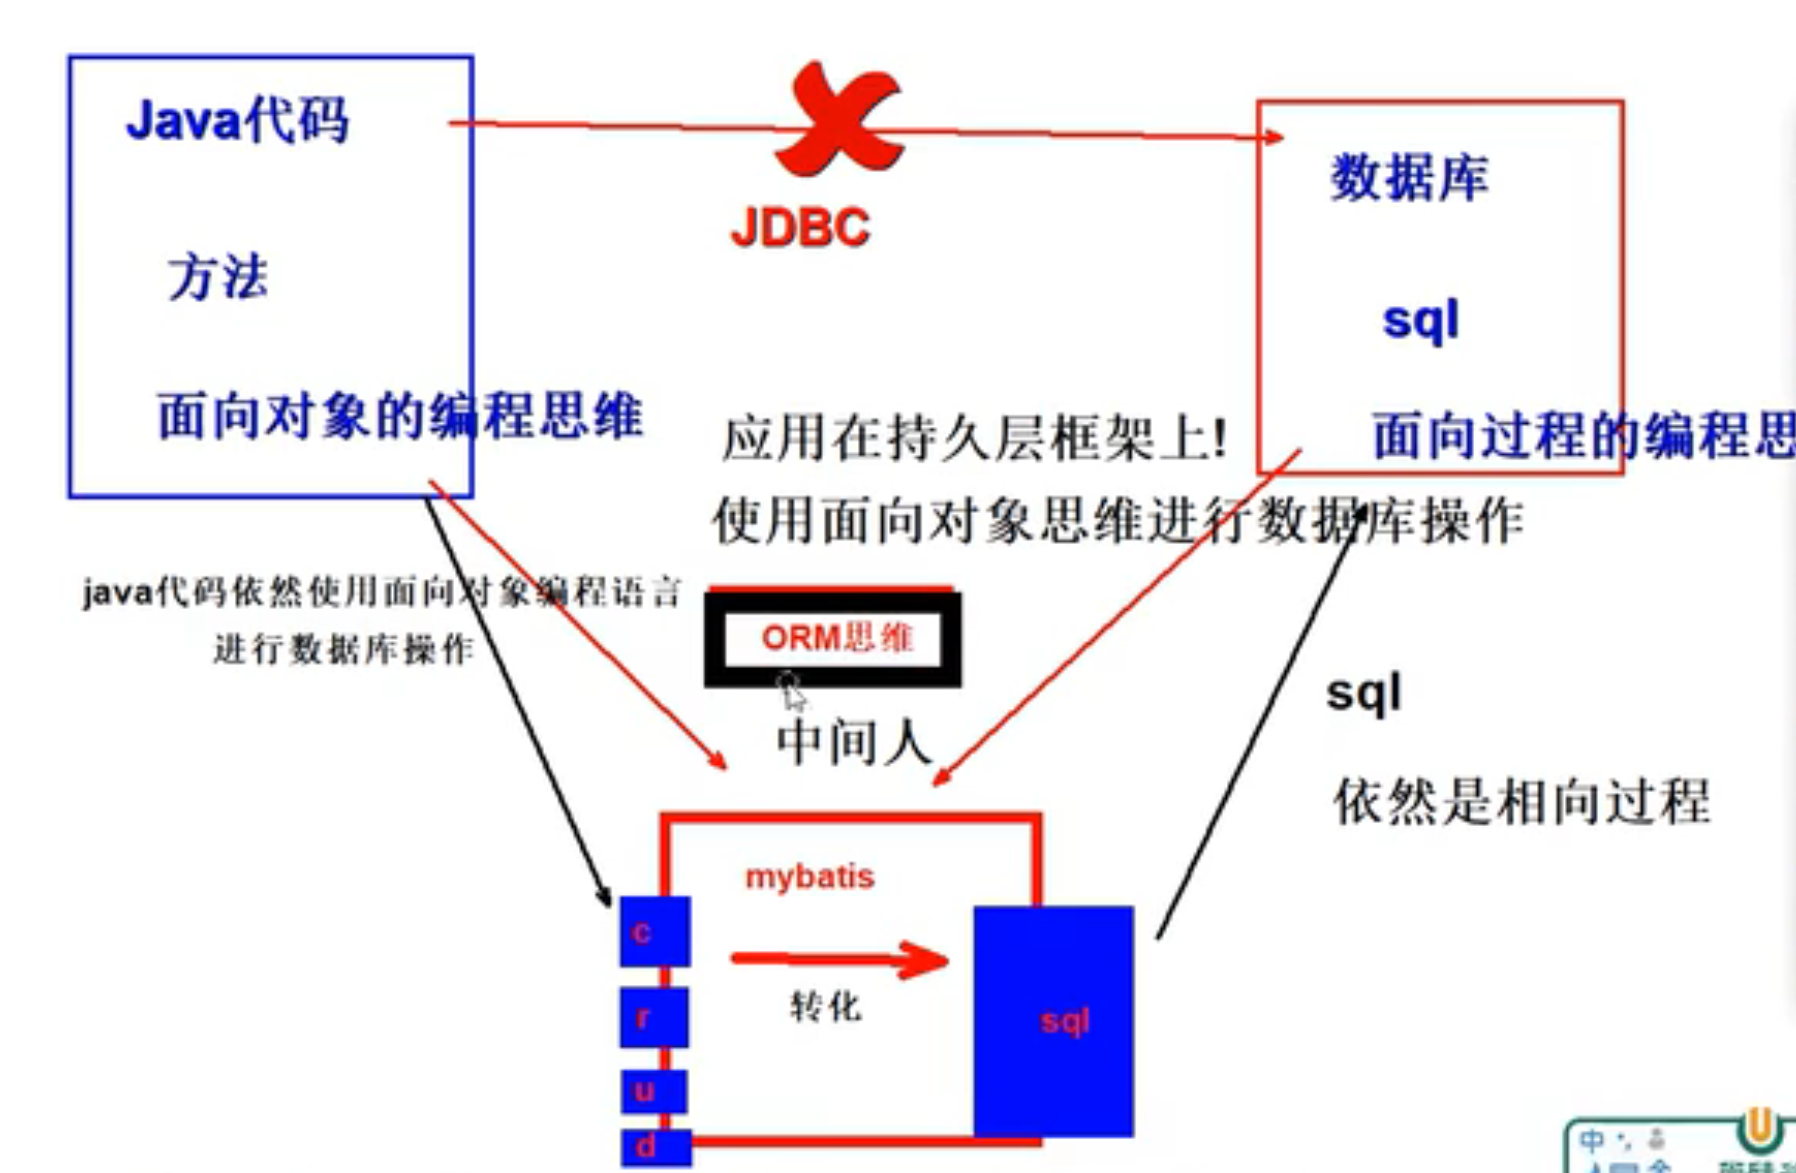 Java代码
方法
面向对象的编程思维
JDBC
数据库
sql
面向过程的编程思
应用在持久层框架上!
使用面向对象思维进行数据库操作
java代码依然使用面向对象编程语言
进行数据库操作
ORM思维
中间人
sql
依然是相向过程
mybatis
转化
c
r
u
d
sql
中